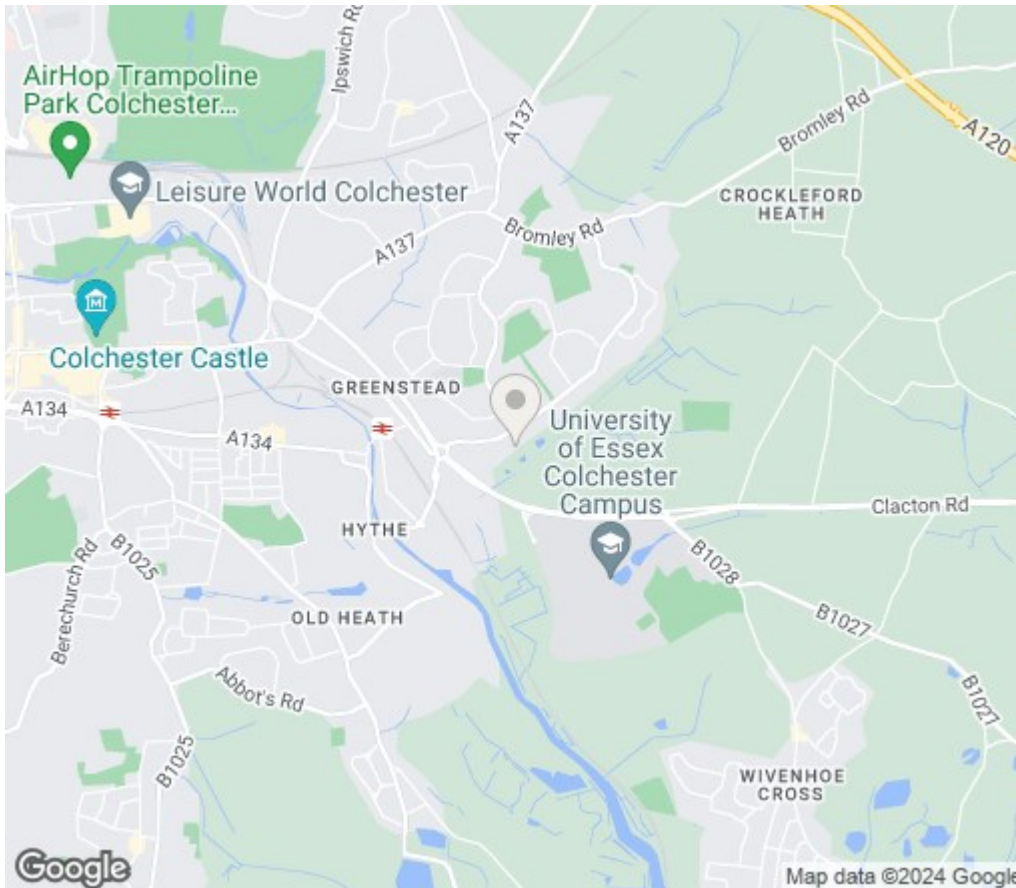 Ipswich Rd
AirHop Trampoline
Park Colchester...
A137
Bromley Rd
A120
Leisure World Colchester
CROCKLEFORD
HEATH
A137
Bromley Rd
Colchester Castle
GREENSTEAD
A134
A134
University
of Essex
Colchester
Campus
Clacton Rd
HYTHE
B1025
Berechurch Rd
B1028
OLD HEATH
B1027
Abbot's Rd
B1027
B1025
WIVENHOE
CROSS
Google
Map data ©2024 Google